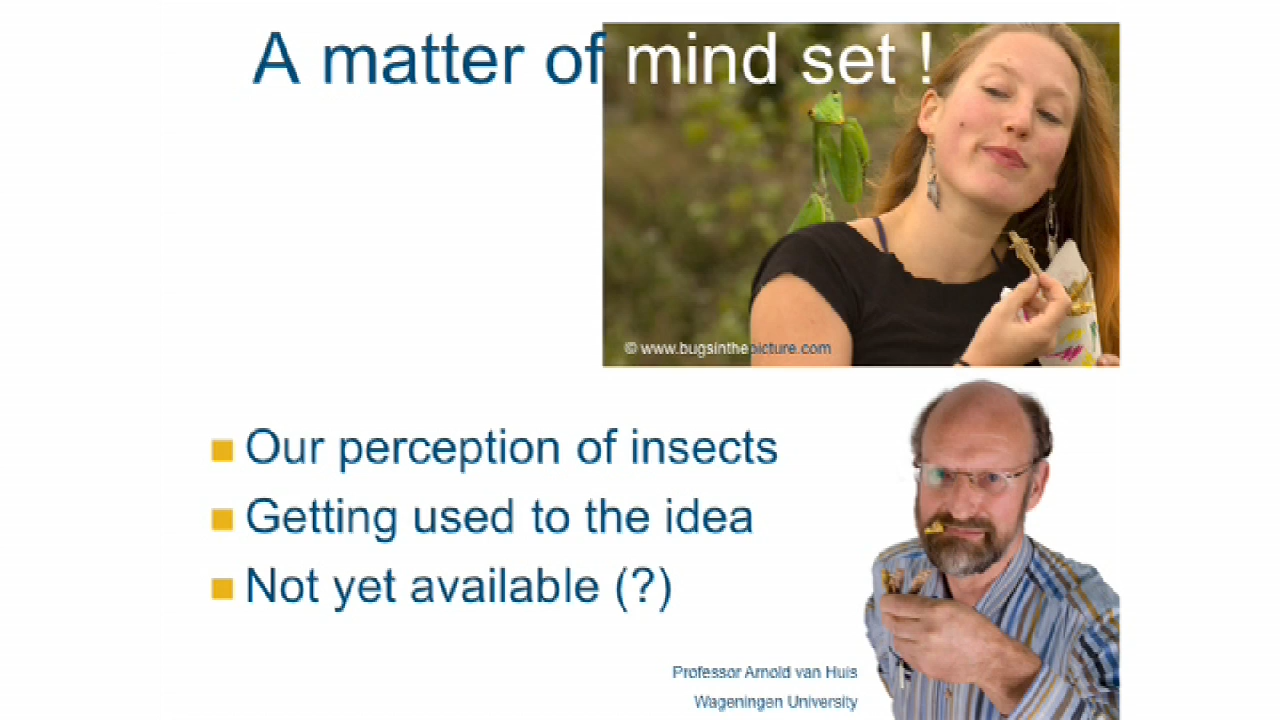 A matter of mind set !
© www.bugsinthepicture.com
Our perception of insects
Getting used to the idea
Not yet available (?)
Professor Arnold van Huis
Wageningen University